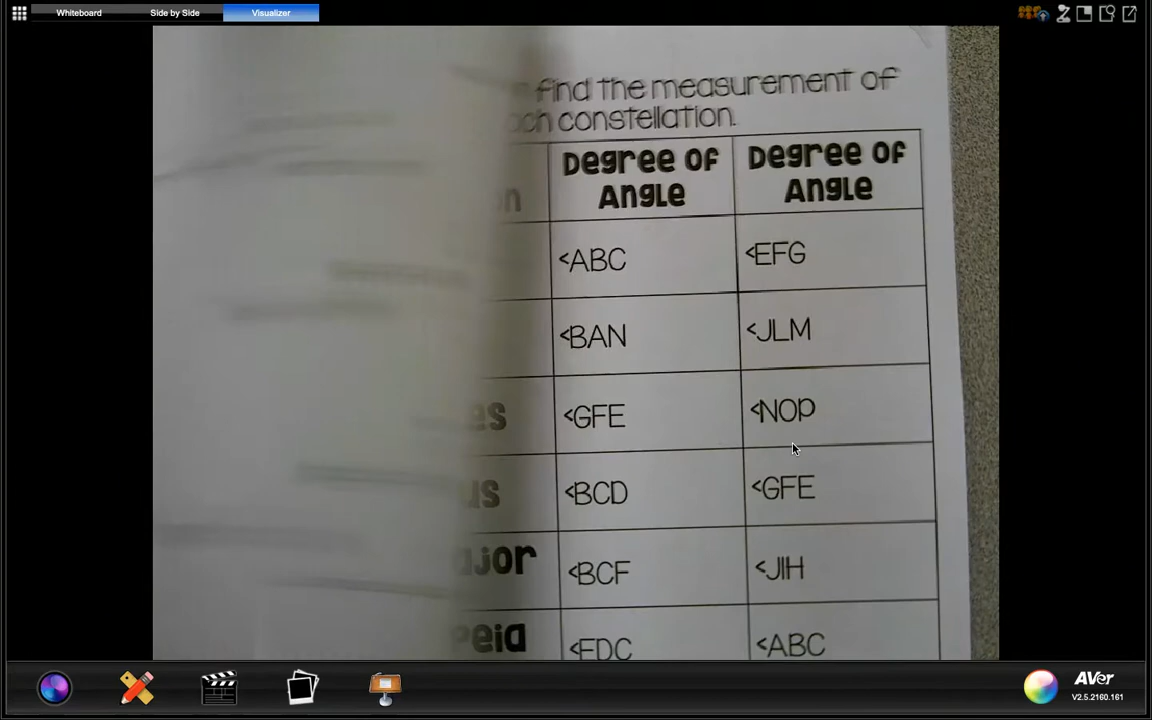 Whiteboard
Side by Side
Visualizer
find the measurement of
constellation.
Degree of Angle
Degree of Angle
<ABC
<EFG
<BAN
<JLM
<GFE
<NOP
<BCD
<GFE
<BCF
<JIH
<EDC
<ABC
AVer
V2.5.2160.161